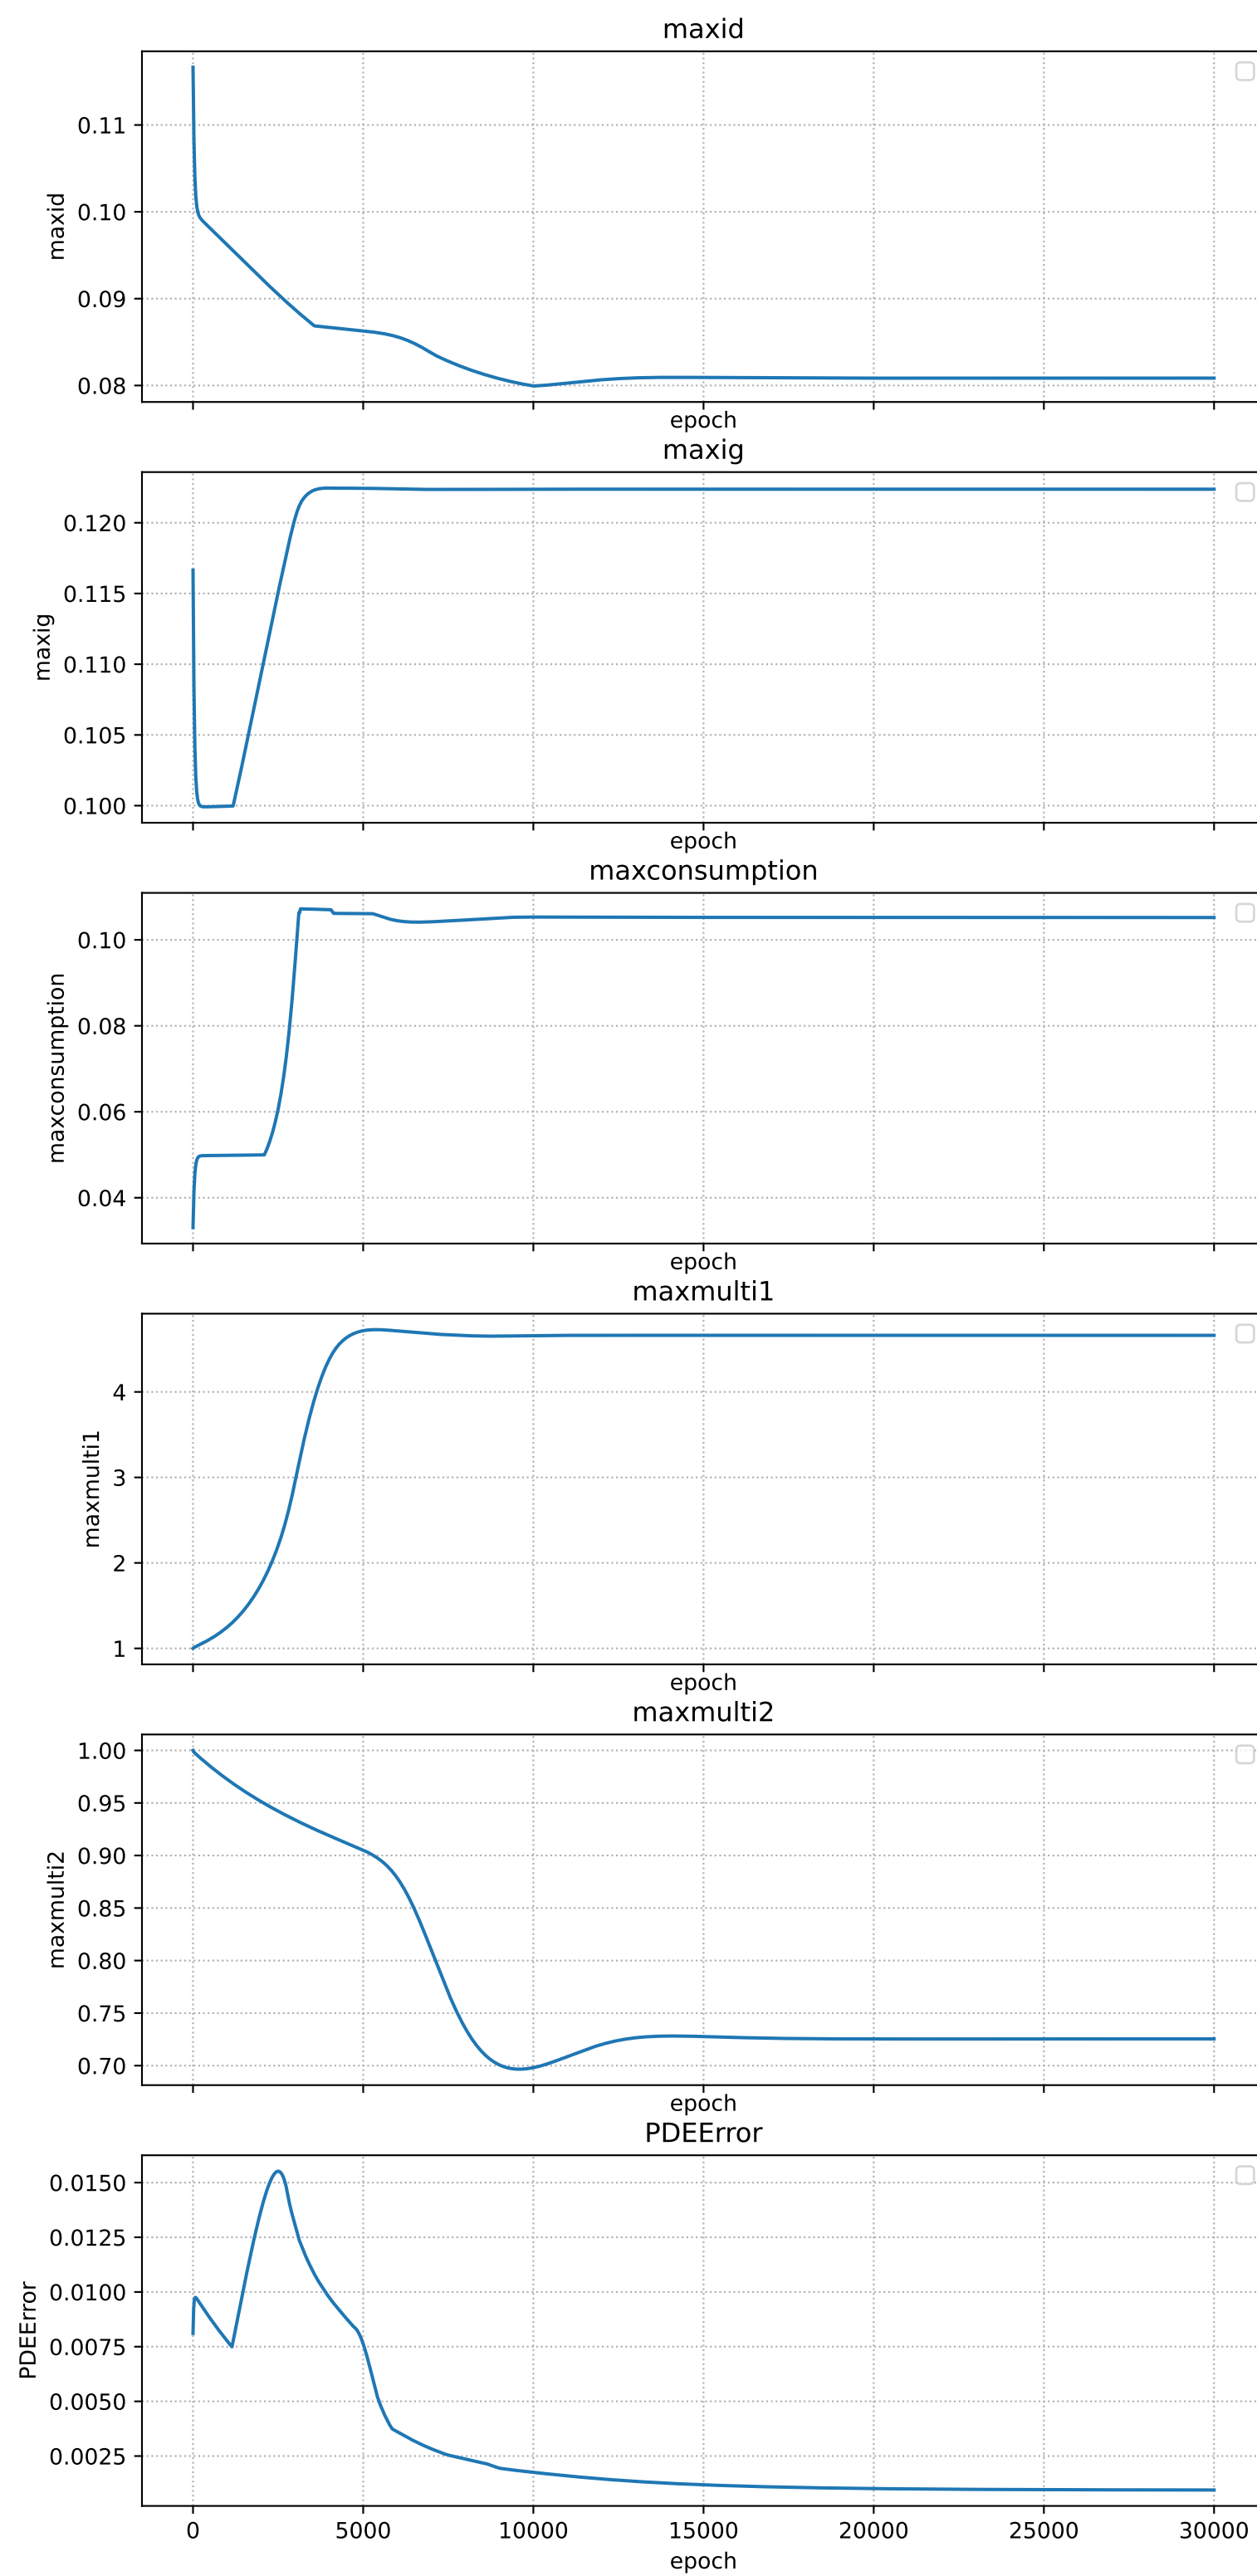 maxid
maxid
0.11
0.10
0.09
0.08
epoch
maxig
maxig
0.120
0.115
0.110
0.105
0.100
epoch
maxconsumption
maxconsumption
0.10
0.08
0.06
0.04
epoch
maxmulti1
maxmulti1
4
3
2
1
epoch
maxmulti2
maxmulti2
1.00
0.95
0.90
0.85
0.80
0.75
0.70
epoch
PDEError
PDEError
0.0150
0.0125
0.0100
0.0075
0.0050
0.0025
0 5000 10000 15000 20000 25000 30000
epoch